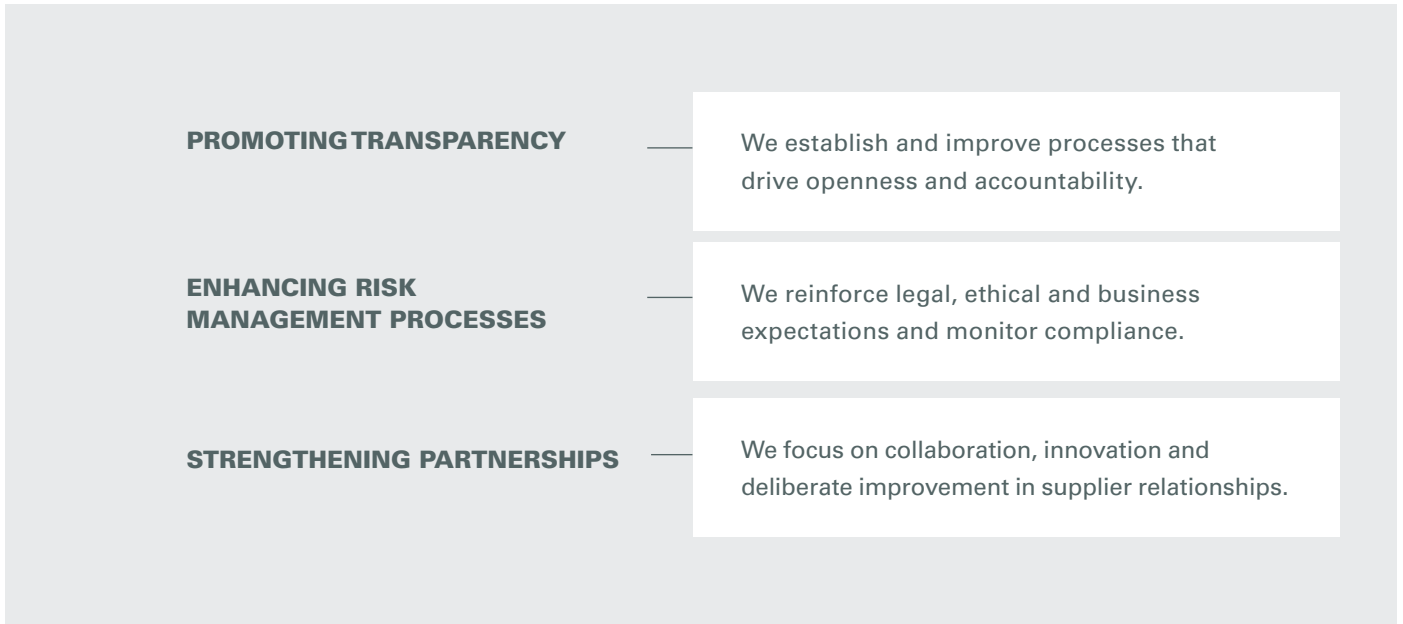 PROMOTING TRANSPARENCY
We establish and improve processes that
drive openness and accountability.
ENHANCING RISK
MANAGEMENT PROCESSES
We reinforce legal, ethical and business
expectations and monitor compliance.
STRENGTHENING PARTNERSHIPS
We focus on collaboration, innovation and
deliberate improvement in supplier relationships.